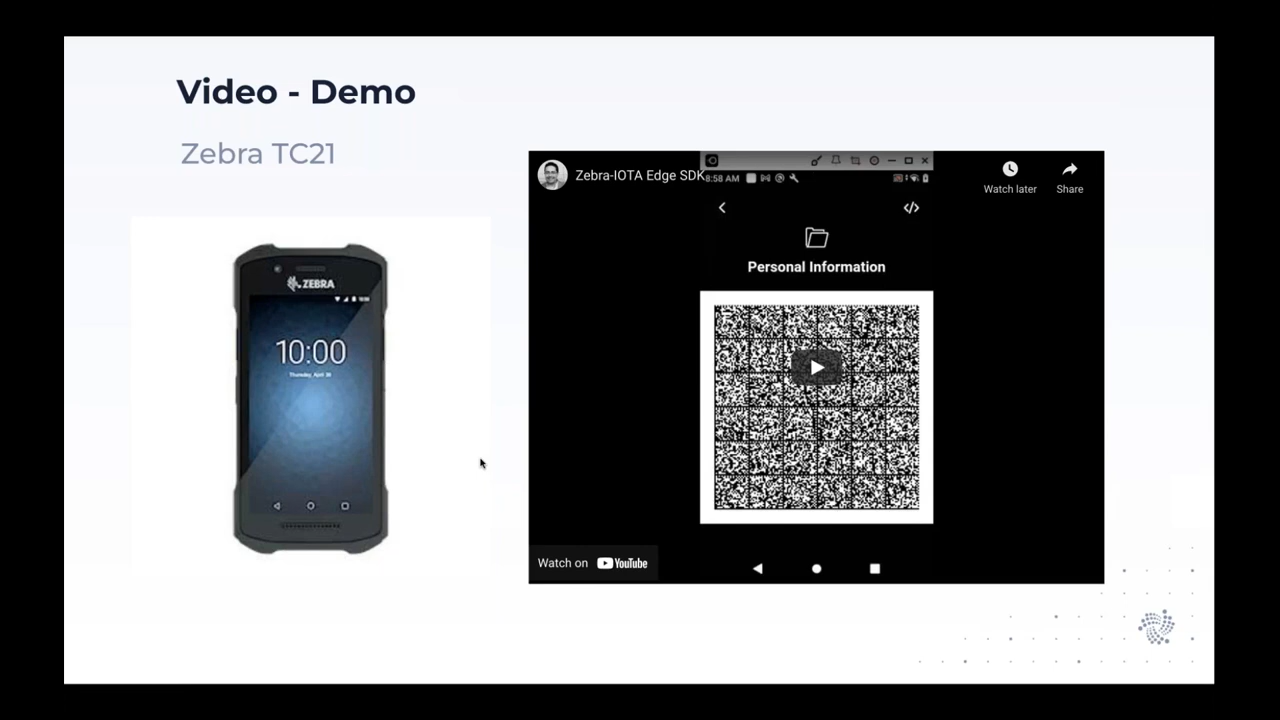 Video - Demo
Zebra TC21
ZEBRA
10:00
Zebra-IOTA Edge SDK
8:58 AM
Watch later
Share
</>
Personal Information
Watch on YouTube